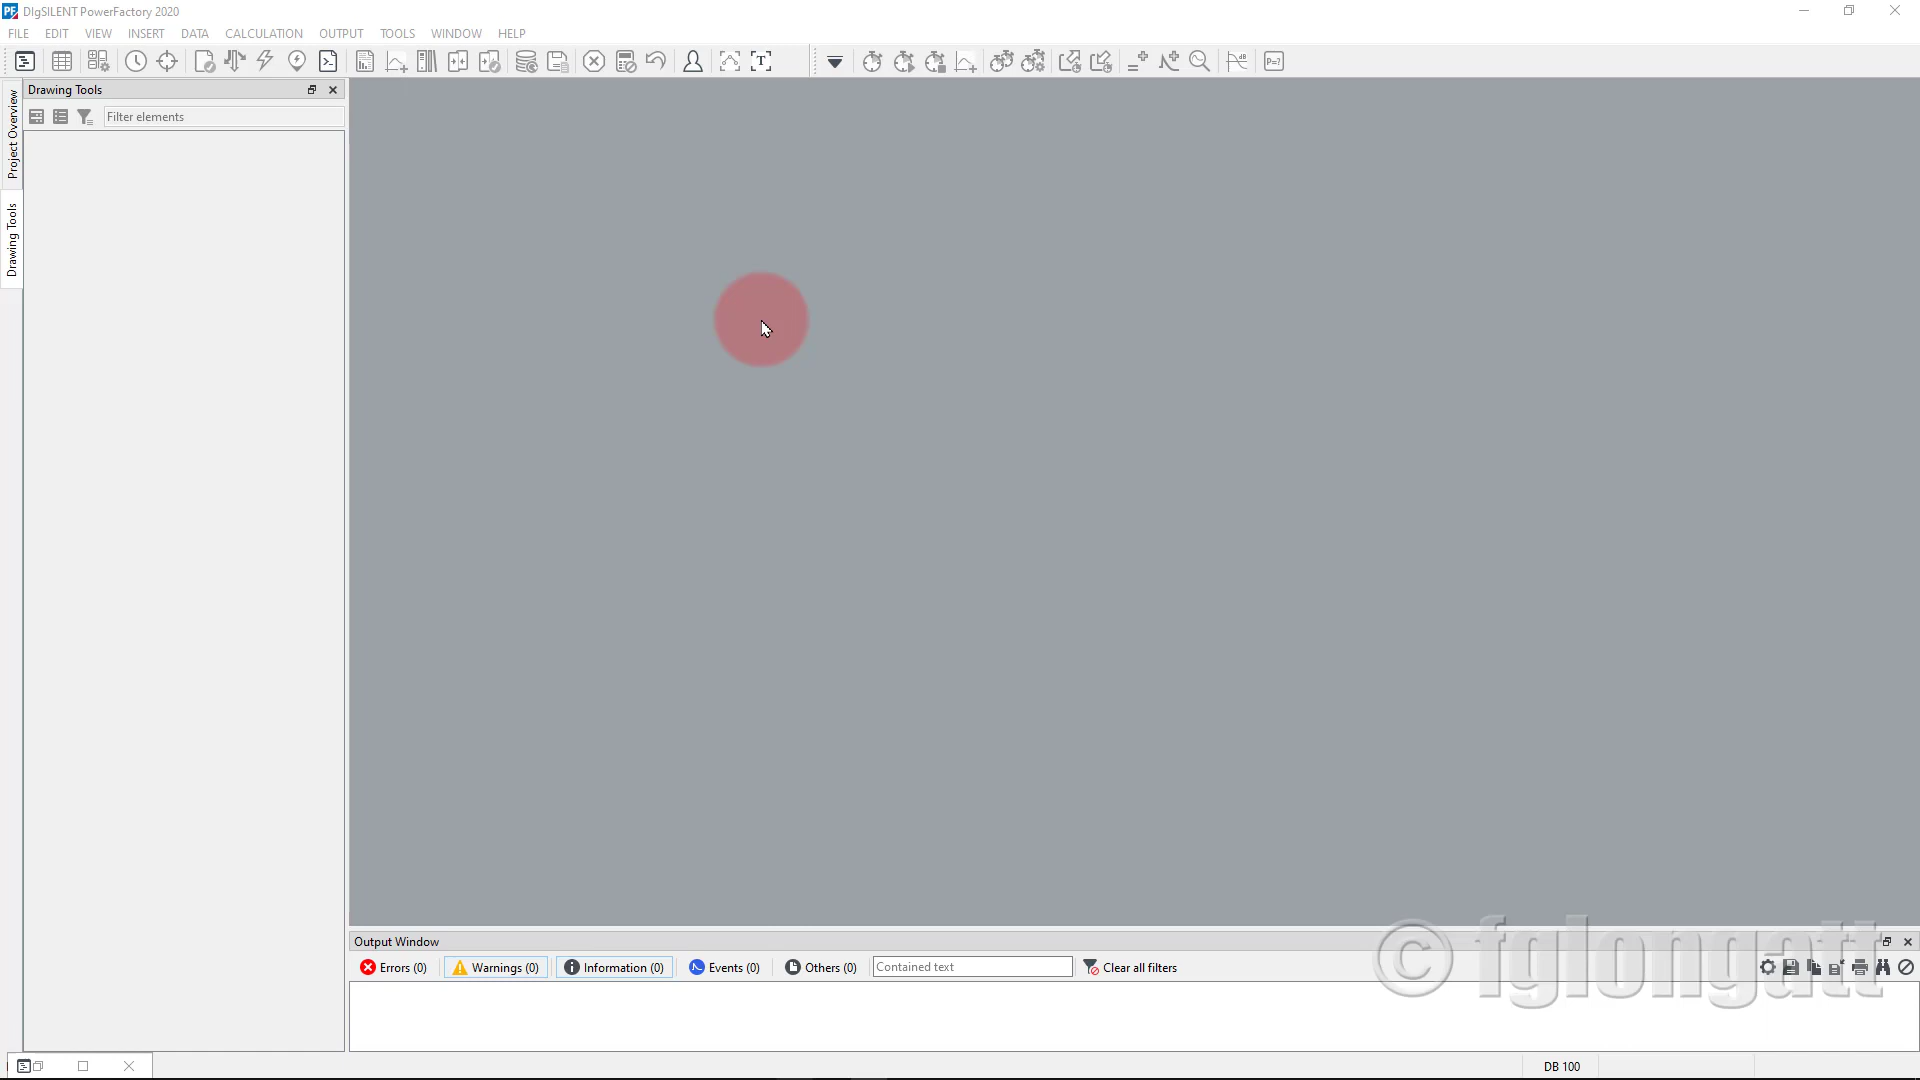 DIgSILENT PowerFactory 2020
FILE EDIT VIEW INSERT DATA CALCULATION OUTPUT TOOLS WINDOW HELP
Drawing Tools
Filter elements
Project Overview
Drawing Tools
Output Window
Errors (0) Warnings (0) Information (0) Events (0) Others (0) Contained text Clear all filters
© fglongatt
DB 100